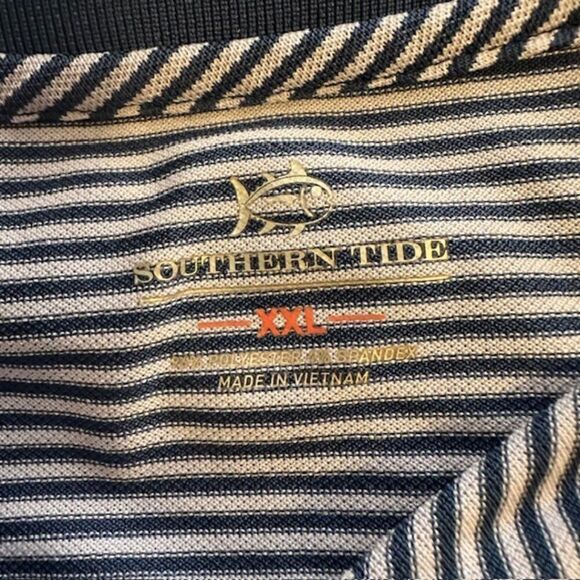 SOUTHERN TIDE
XXL
POLYESTER SPANDEX
MADE IN VIETNAM